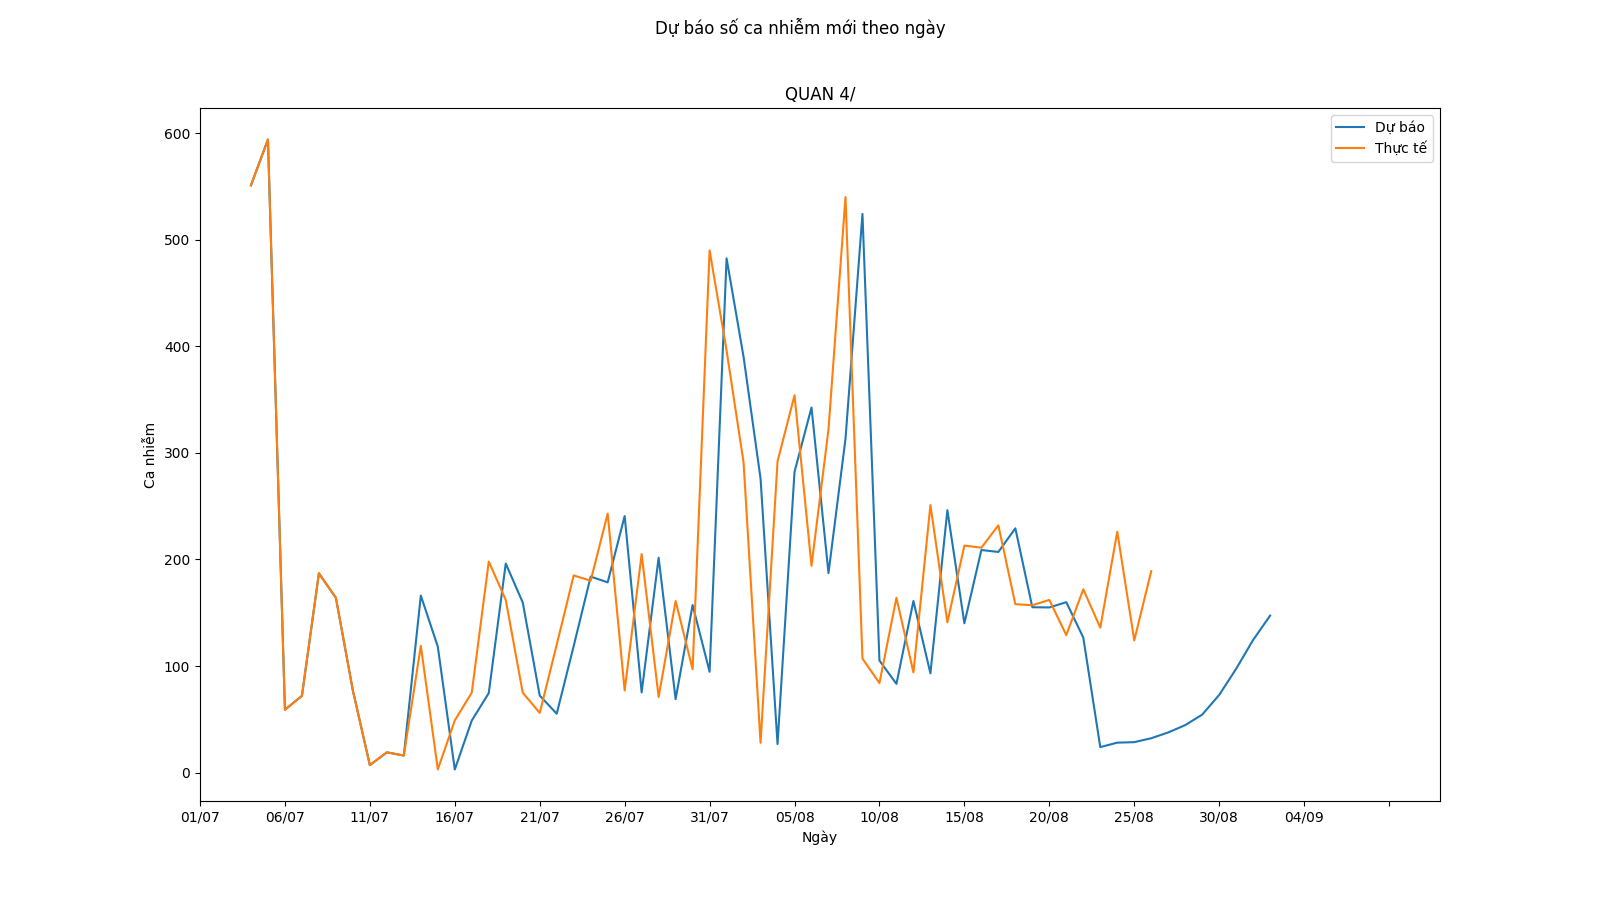 Dự báo số ca nhiễm mới theo ngày
QUAN 4/
Dự báo
Thực tế
600
500
400
300
200
100
0
Ca nhiễm
01/07 06/07 11/07 16/07 21/07 26/07 31/07 05/08 10/08 15/08 20/08 25/08 30/08 04/09
Ngày